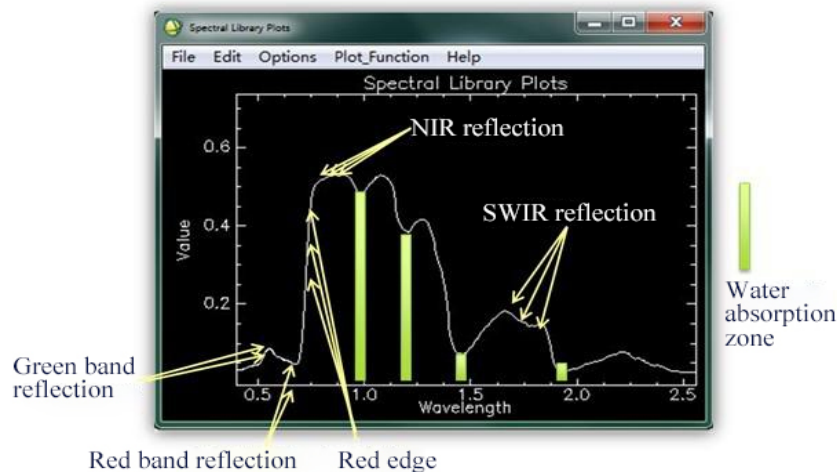 Spectral Library Plots
File Edit Options Plot_Function Help
Spectral Library Plots
NIR reflection
SWIR reflection
0.6
0.4
0.2
Value
0.5 1.0 1.5 2.0 2.5
Wavelength
Water
absorption
zone
Green band
reflection
Red band reflection
Red edge